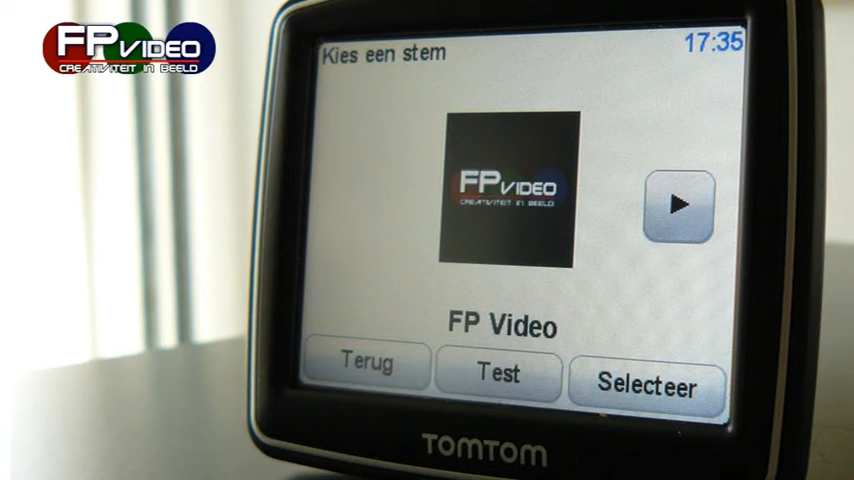 FP VIDEO
CREATIVITEIT IN BEELD
Kies een stem
17:35
FP VIDEO
CREATIVITEIT IN BEELD
FP Video
Terug
Test
Selecteer
TOMTOM